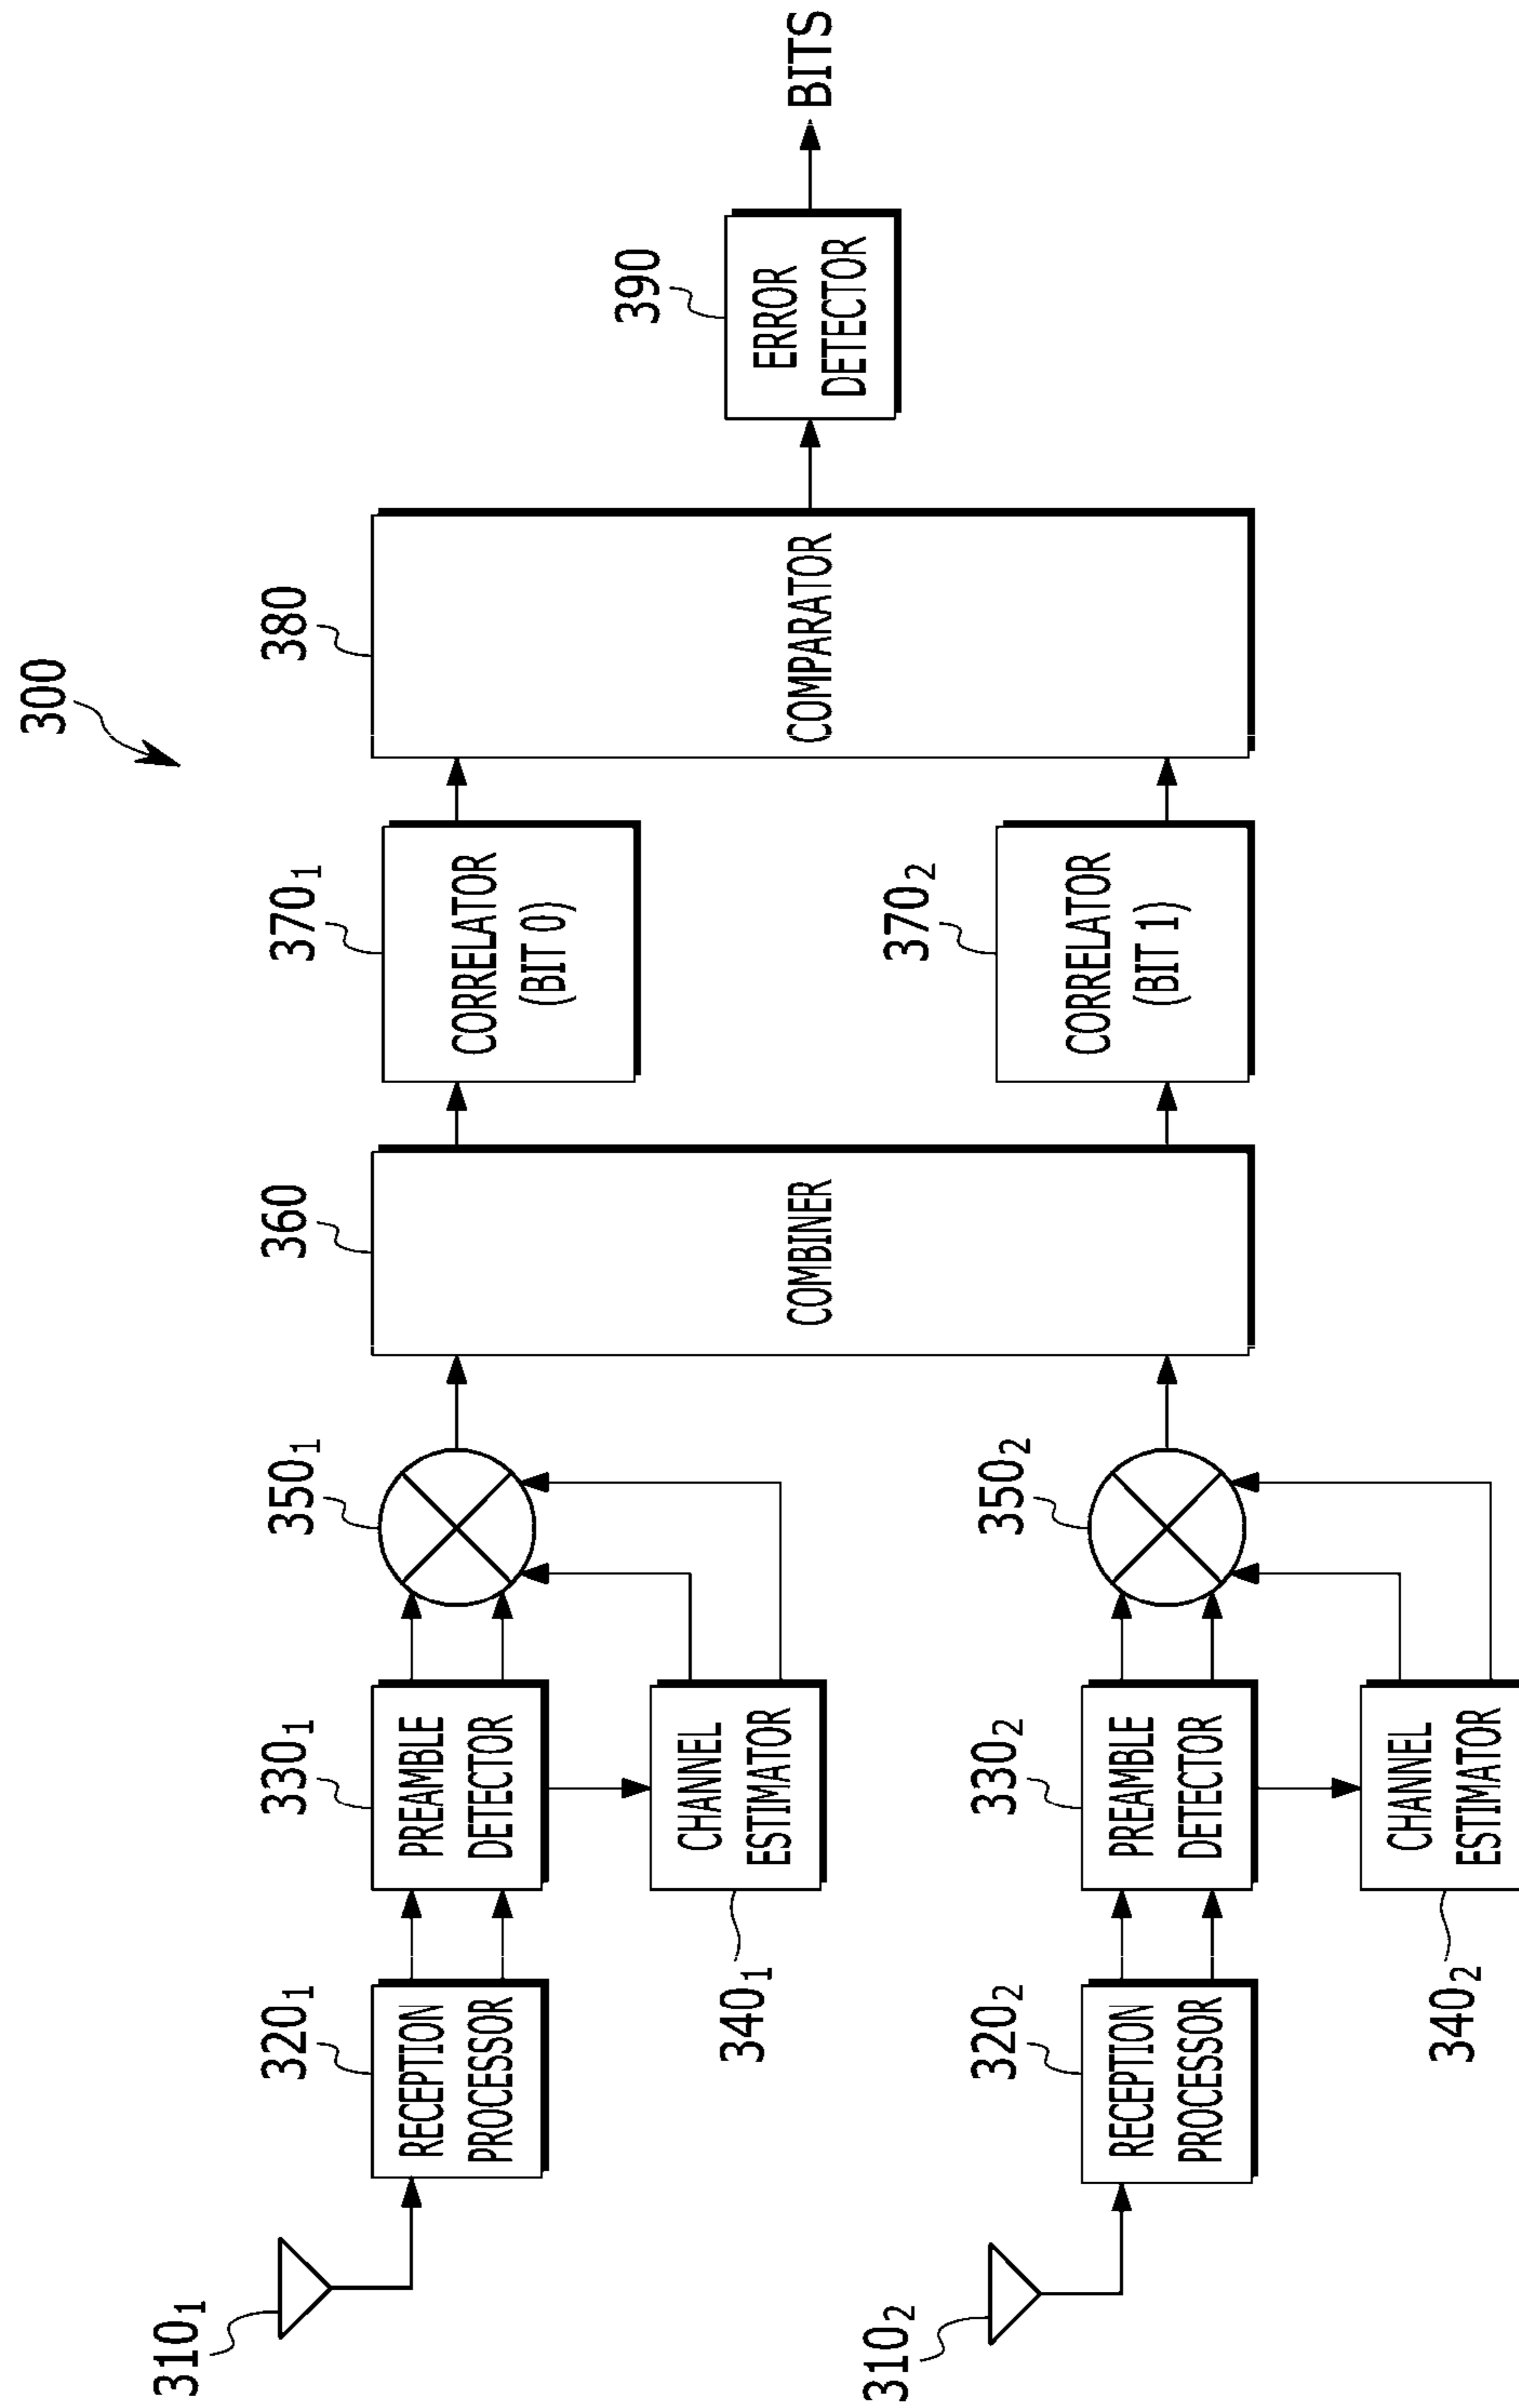 300
310₁
320₁
RECEPTION
PROCESSOR
330₁
PREAMBLE
DETECTOR
340₁
CHANNEL
ESTIMATOR
350₁
360
COMBINER
370₁
CORRELATOR
(BIT 0)
380
COMPARATOR
390
ERROR
DETECTOR
BITS
310₂
320₂
RECEPTION
PROCESSOR
330₂
PREAMBLE
DETECTOR
340₂
CHANNEL
ESTIMATOR
350₂
370₂
CORRELATOR
(BIT 1)